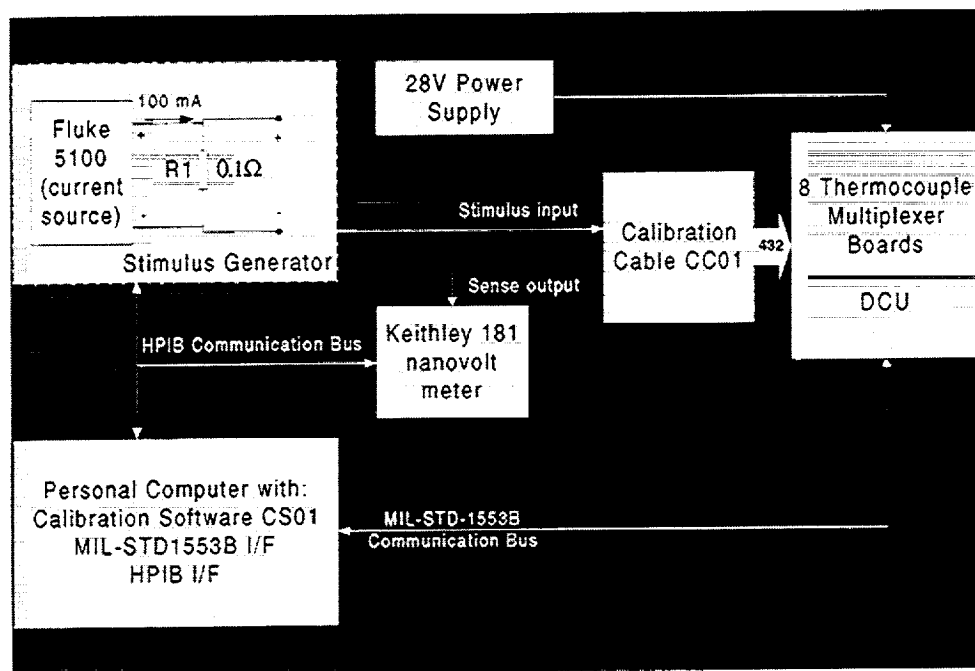 100 mA
Fluke
5100
(current
source)
+
+
R1 0.1Ω
-
-
Stimulus Generator
28V Power
Supply
Stimulus input
Calibration
Cable CC01
432
8 Thermocouple
Multiplexer
Boards
DCU
Sense output
HPIB Communication Bus
Keithley 181
nanovolt
meter
Personal Computer with:
Calibration Software CS01
MIL-STD1553B I/F
HPIB I/F
MIL-STD-1553B
Communication Bus